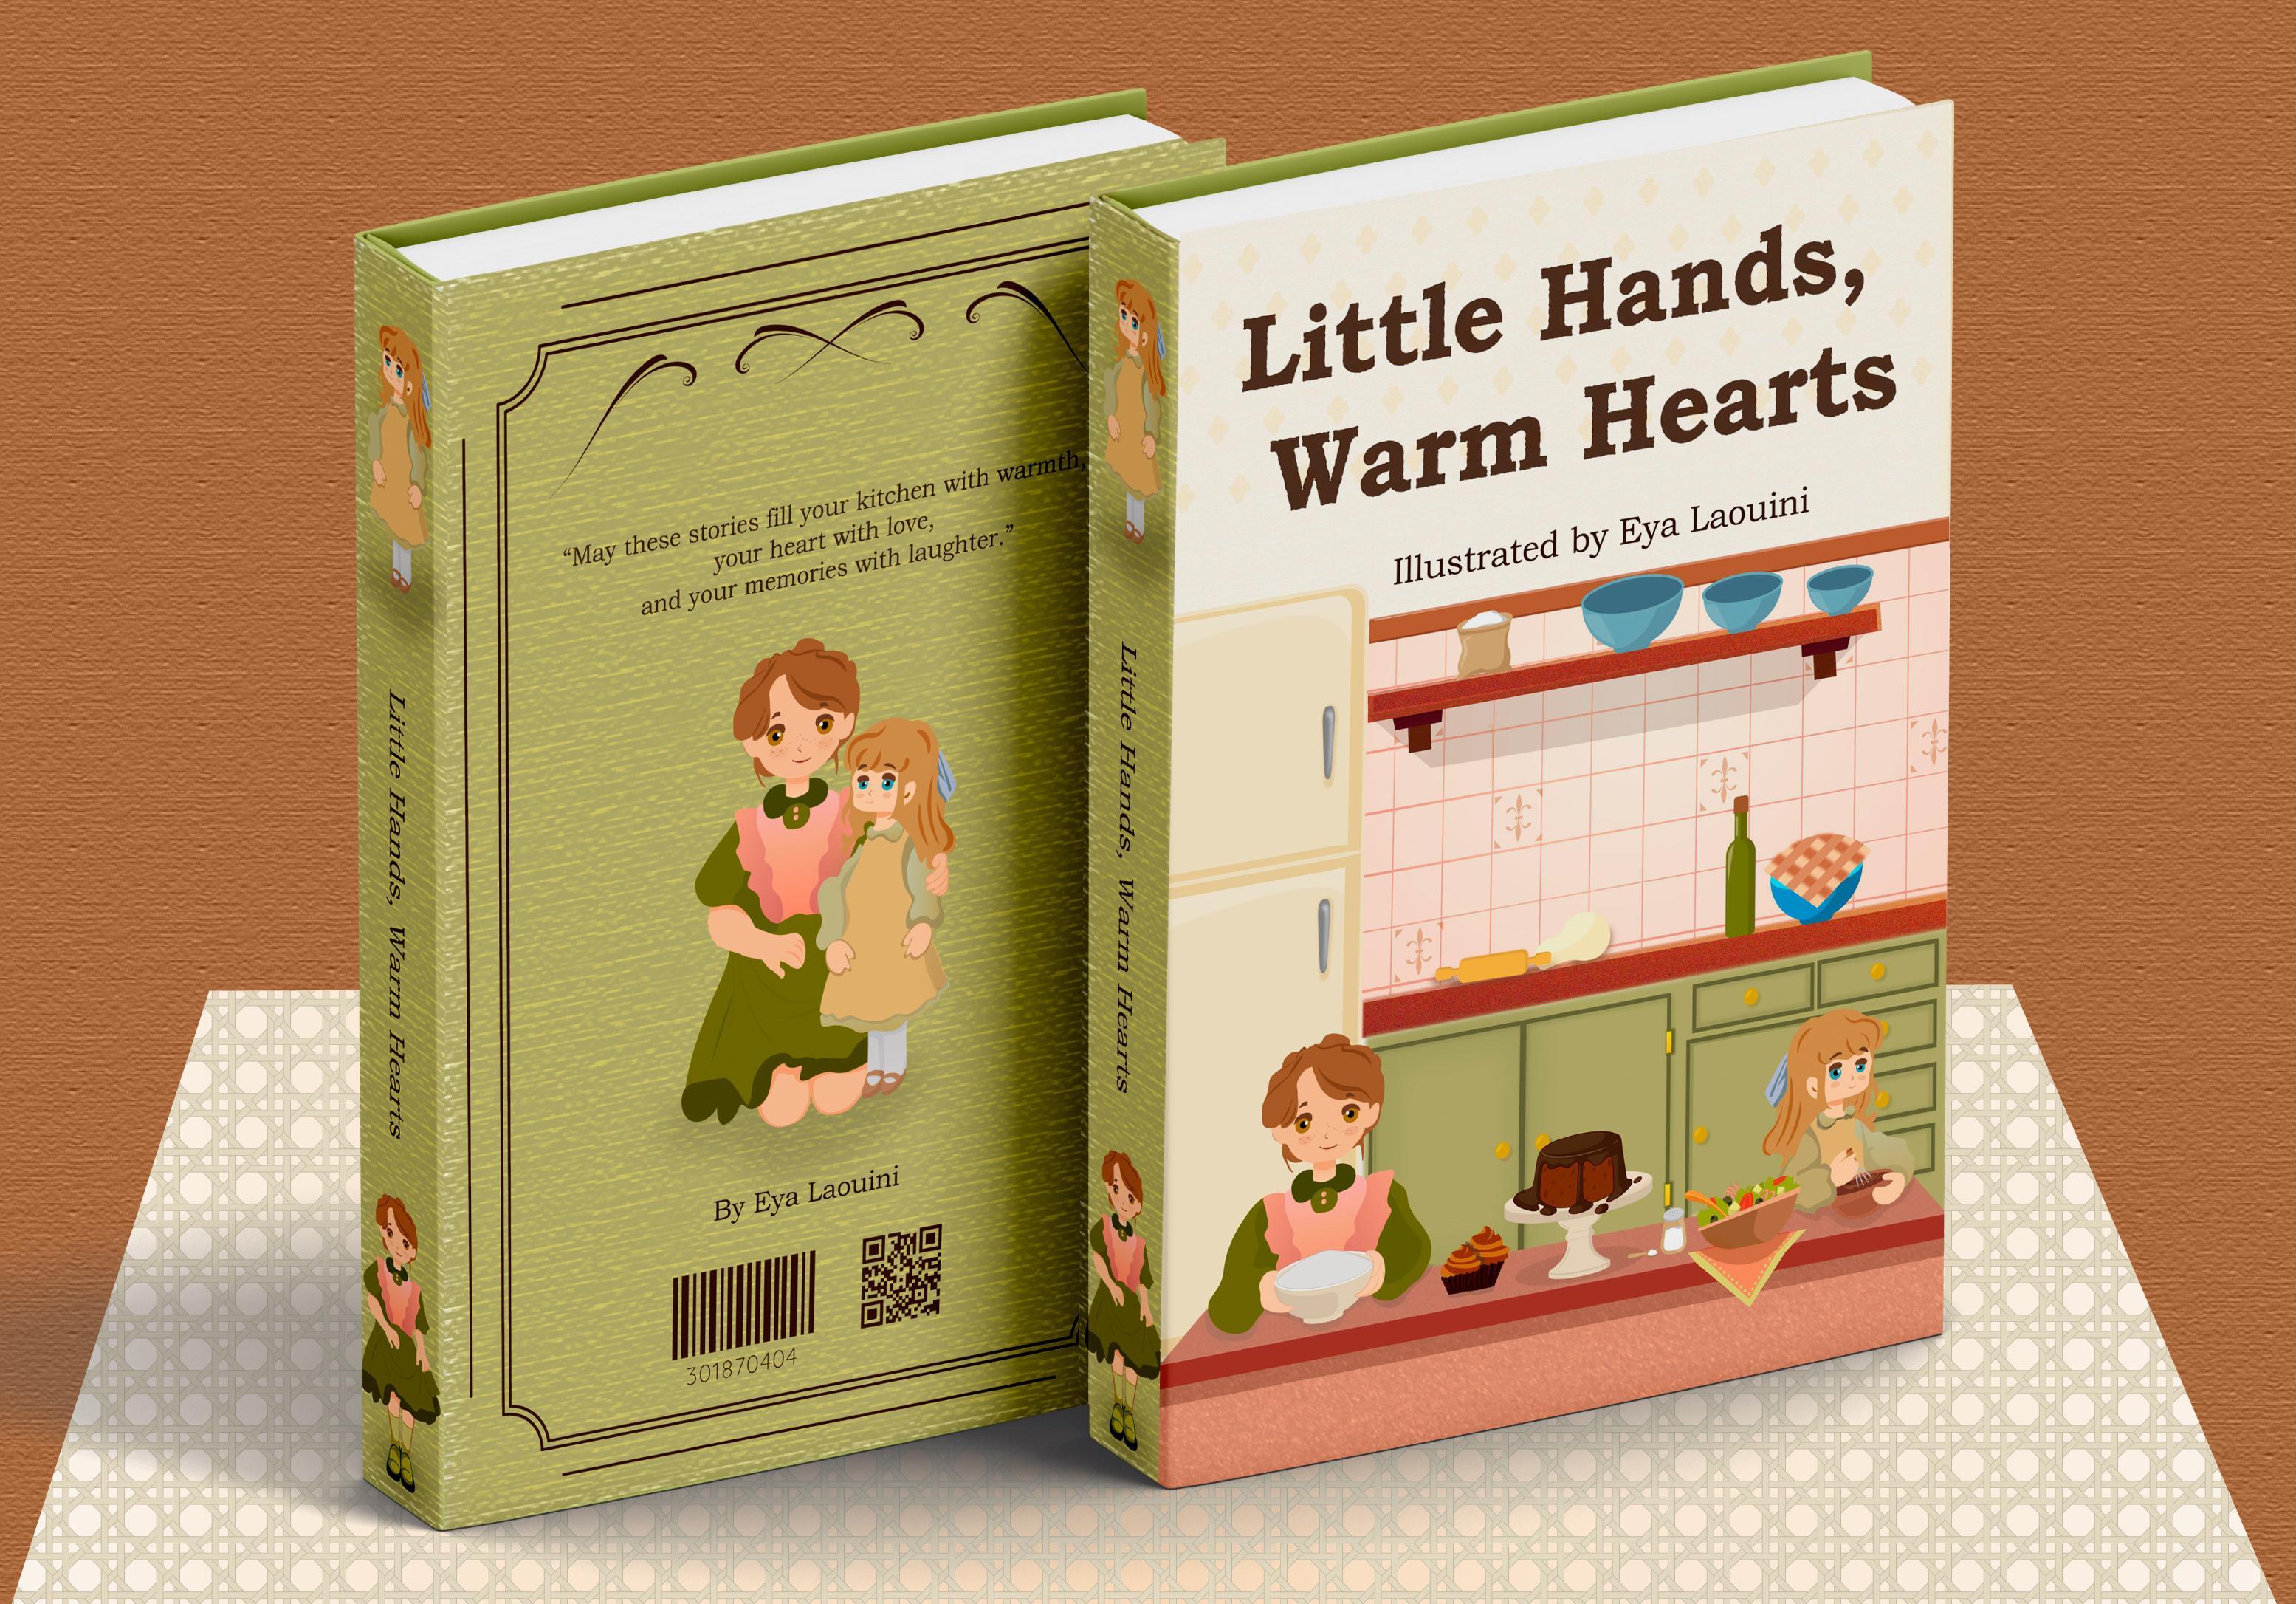 Little Hands, Warm Hearts
“May these stories fill your kitchen with warmth,
your heart with love,
and your memories with laughter.”
By Eya Laouini
301870404
Little Hands, Warm Hearts
Little Hands,
Warm Hearts
Illustrated by Eya Laouini